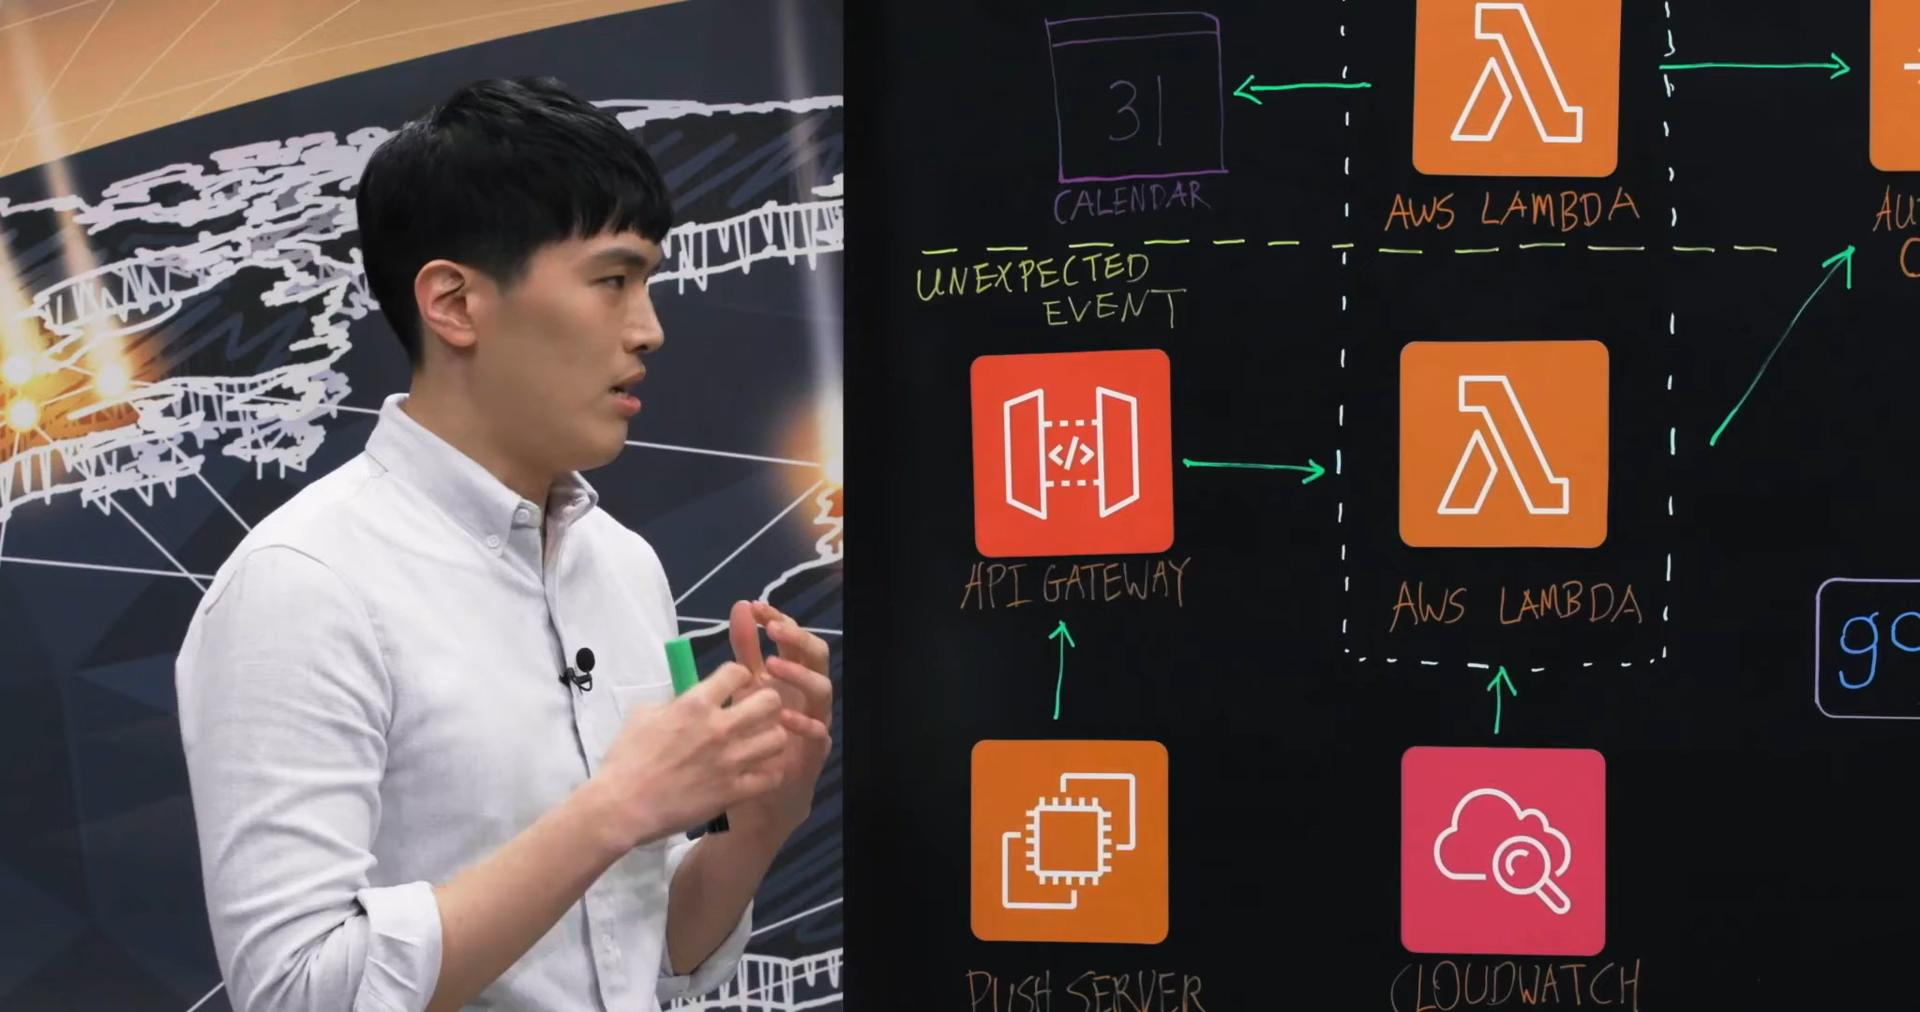 31
CALENDAR
AWS LAMBDA
UNEXPECTED
EVENT
</>
API GATEWAY
AWS LAMBDA
PUSH SERVER
CLOUDWATCH